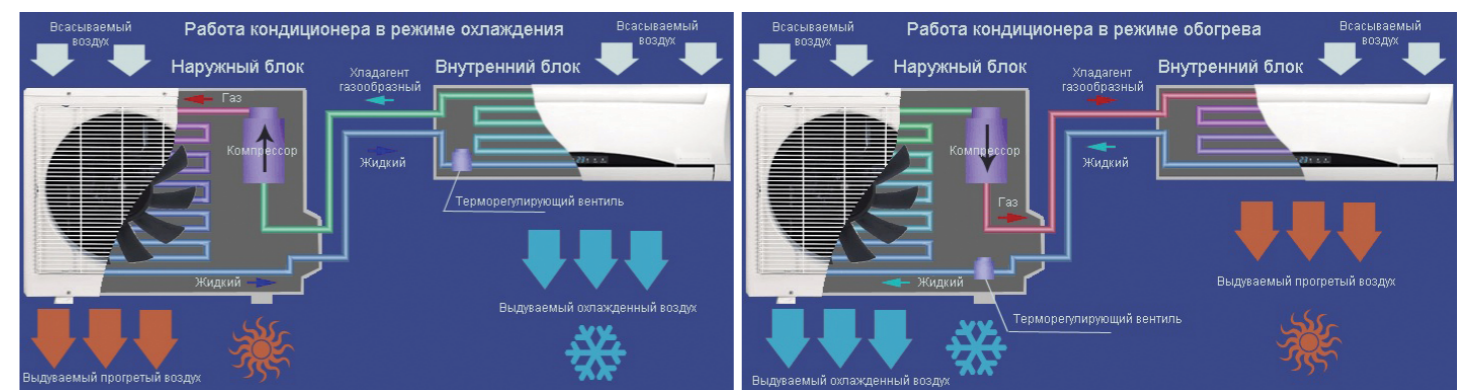 Всасываемый
воздух
Работа кондиционера в режиме охлаждения
Всасываемый
воздух
Наружный блок
Хладагент
газообразный
Внутренний блок
Газ
Компрессор
Жидкий
Терморегулирующий вентиль
Жидкий
Выдуваемый охлажденный воздух
Выдуваемый прогретый воздух
Всасываемый
воздух
Работа кондиционера в режиме обогрева
Всасываемый
воздух
Наружный блок
Хладагент
газообразный
Внутренний блок
Компрессор
Жидкий
Газ
Жидкий
Выдуваемый прогретый воздух
Терморегулирующий вентиль
Выдуваемый охлажденный воздух